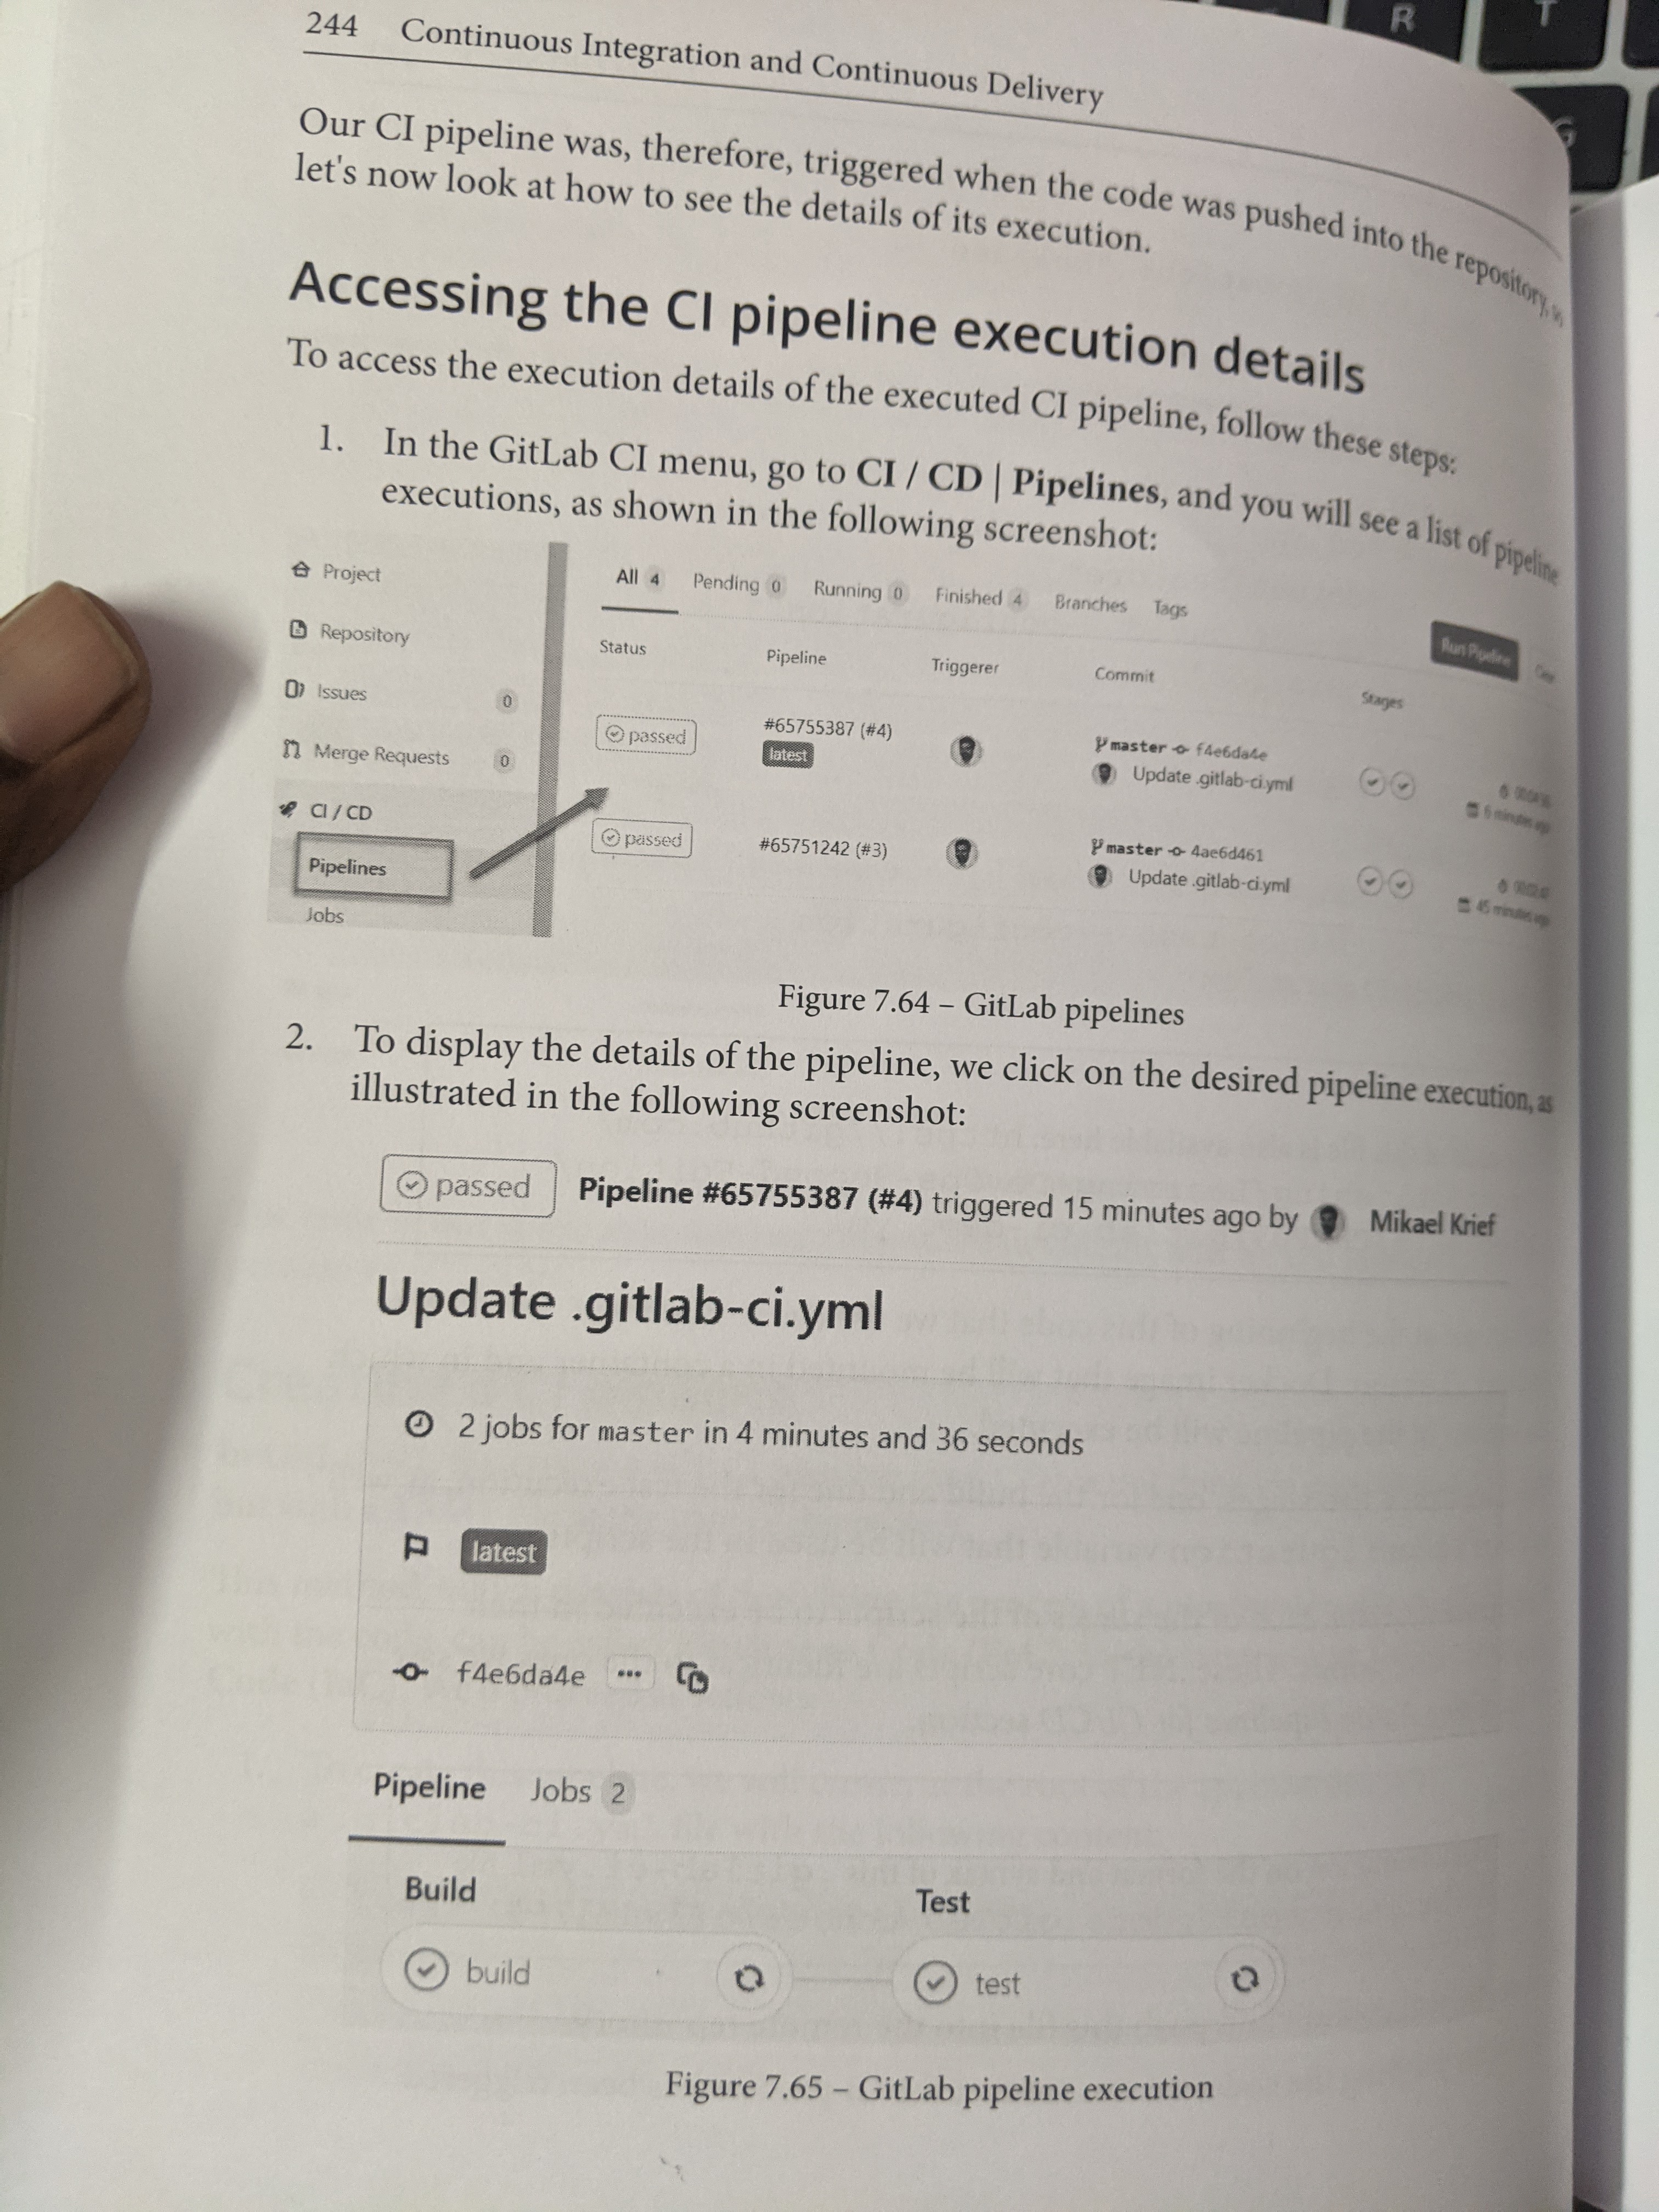 R
T
G
244 Continuous Integration and Continuous Delivery
Our CI pipeline was, therefore, triggered when the code was pushed into the repository, so
let's now look at how to see the details of its execution.
Accessing the CI pipeline execution details
To access the execution details of the executed CI pipeline, follow these steps:
1. In the GitLab CI menu, go to CI / CD | Pipelines, and you will see a list of pipeline
executions, as shown in the following screenshot:
Project
Repository
Issues 0
Merge Requests 0
CI / CD
Pipelines
Jobs
All 4 Pending 0 Running 0 Finished 4 Branches Tags
Run Pipeline
Status Pipeline Triggerer Commit Stages
passed #65755387 (#4) master f4e6da4e
latest Update .gitlab-ci.yml
6 minutes ago
passed #65751242 (#3) master 4ae6d461
Update .gitlab-ci.yml
45 minutes ago
Figure 7.64 – GitLab pipelines
2. To display the details of the pipeline, we click on the desired pipeline execution, as
illustrated in the following screenshot:
passed Pipeline #65755387 (#4) triggered 15 minutes ago by Mikael Krief
Update .gitlab-ci.yml
2 jobs for master in 4 minutes and 36 seconds
latest
f4e6da4e ...
Pipeline Jobs 2
Build Test
build test
Figure 7.65 – GitLab pipeline execution